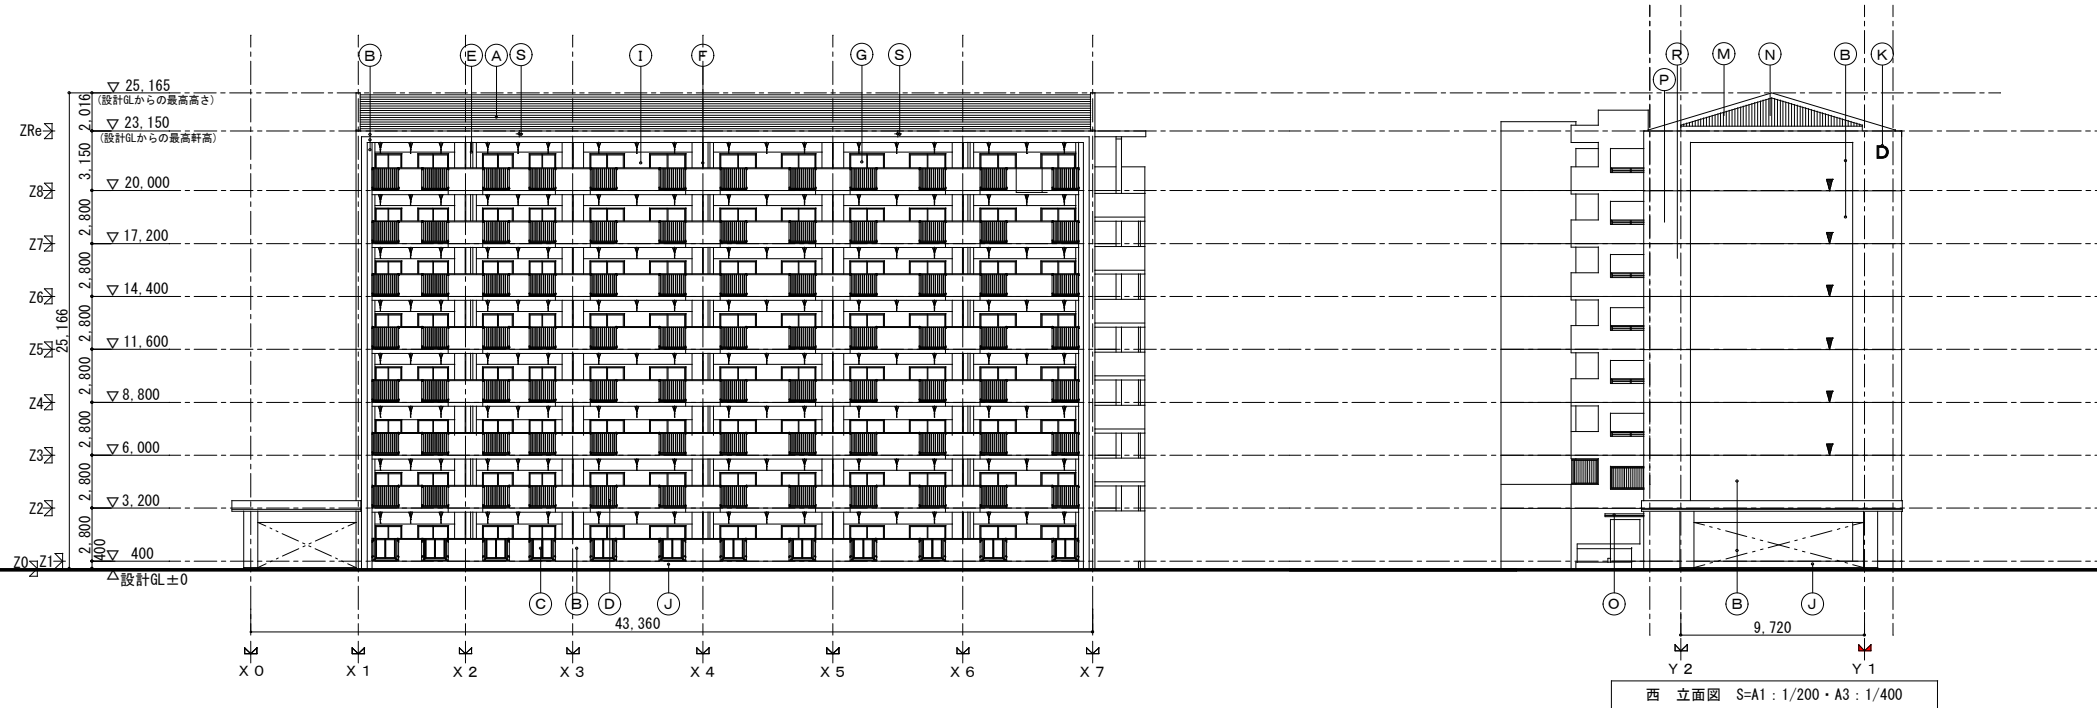 B E A S I F G S
P R M N B K
25,165
(設計GLからの最高高さ)
2,016
ZRe 23,150
(設計GLからの最高軒高)
3,150
D
Z8 20,000
2,800
Z7 17,200
2,800
Z6 14,400
2,800
25,166
Z5 11,600
2,800
Z4 8,800
2,800
Z3 6,000
2,800
Z2 3,200
2,800
Z0 Z1 400
400
設計GL±0
C B D J
O B J
43,360
9,720
X0 X1 X2 X3 X4 X5 X6 X7
Y2 Y1
西 立面図 S=A1:1/200・A3:1/400